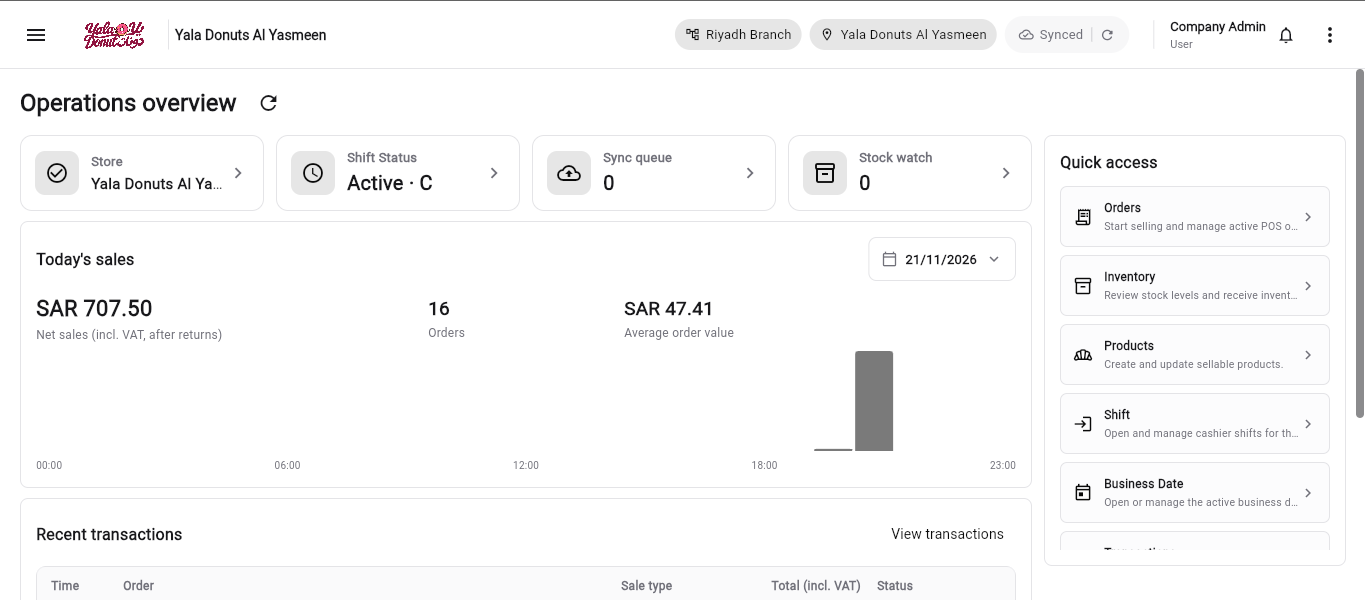 Yala Donuts Al Yasmeen
Riyadh Branch
Yala Donuts Al Yasmeen
Synced
Company Admin
User
Operations overview
Store
Yala Donuts Al Ya...
Shift Status
Active · C
Sync queue
0
Stock watch
0
Today's sales
21/11/2026
SAR 707.50
Net sales (incl. VAT, after returns)
16
Orders
SAR 47.41
Average order value
00:00
06:00
12:00
18:00
23:00
Recent transactions
View transactions
Time
Order
Sale type
Total (incl. VAT)
Status
Quick access
Orders
Start selling and manage active POS o...
Inventory
Review stock levels and receive invent...
Products
Create and update sellable products.
Shift
Open and manage cashier shifts for th...
Business Date
Open or manage the active business d...